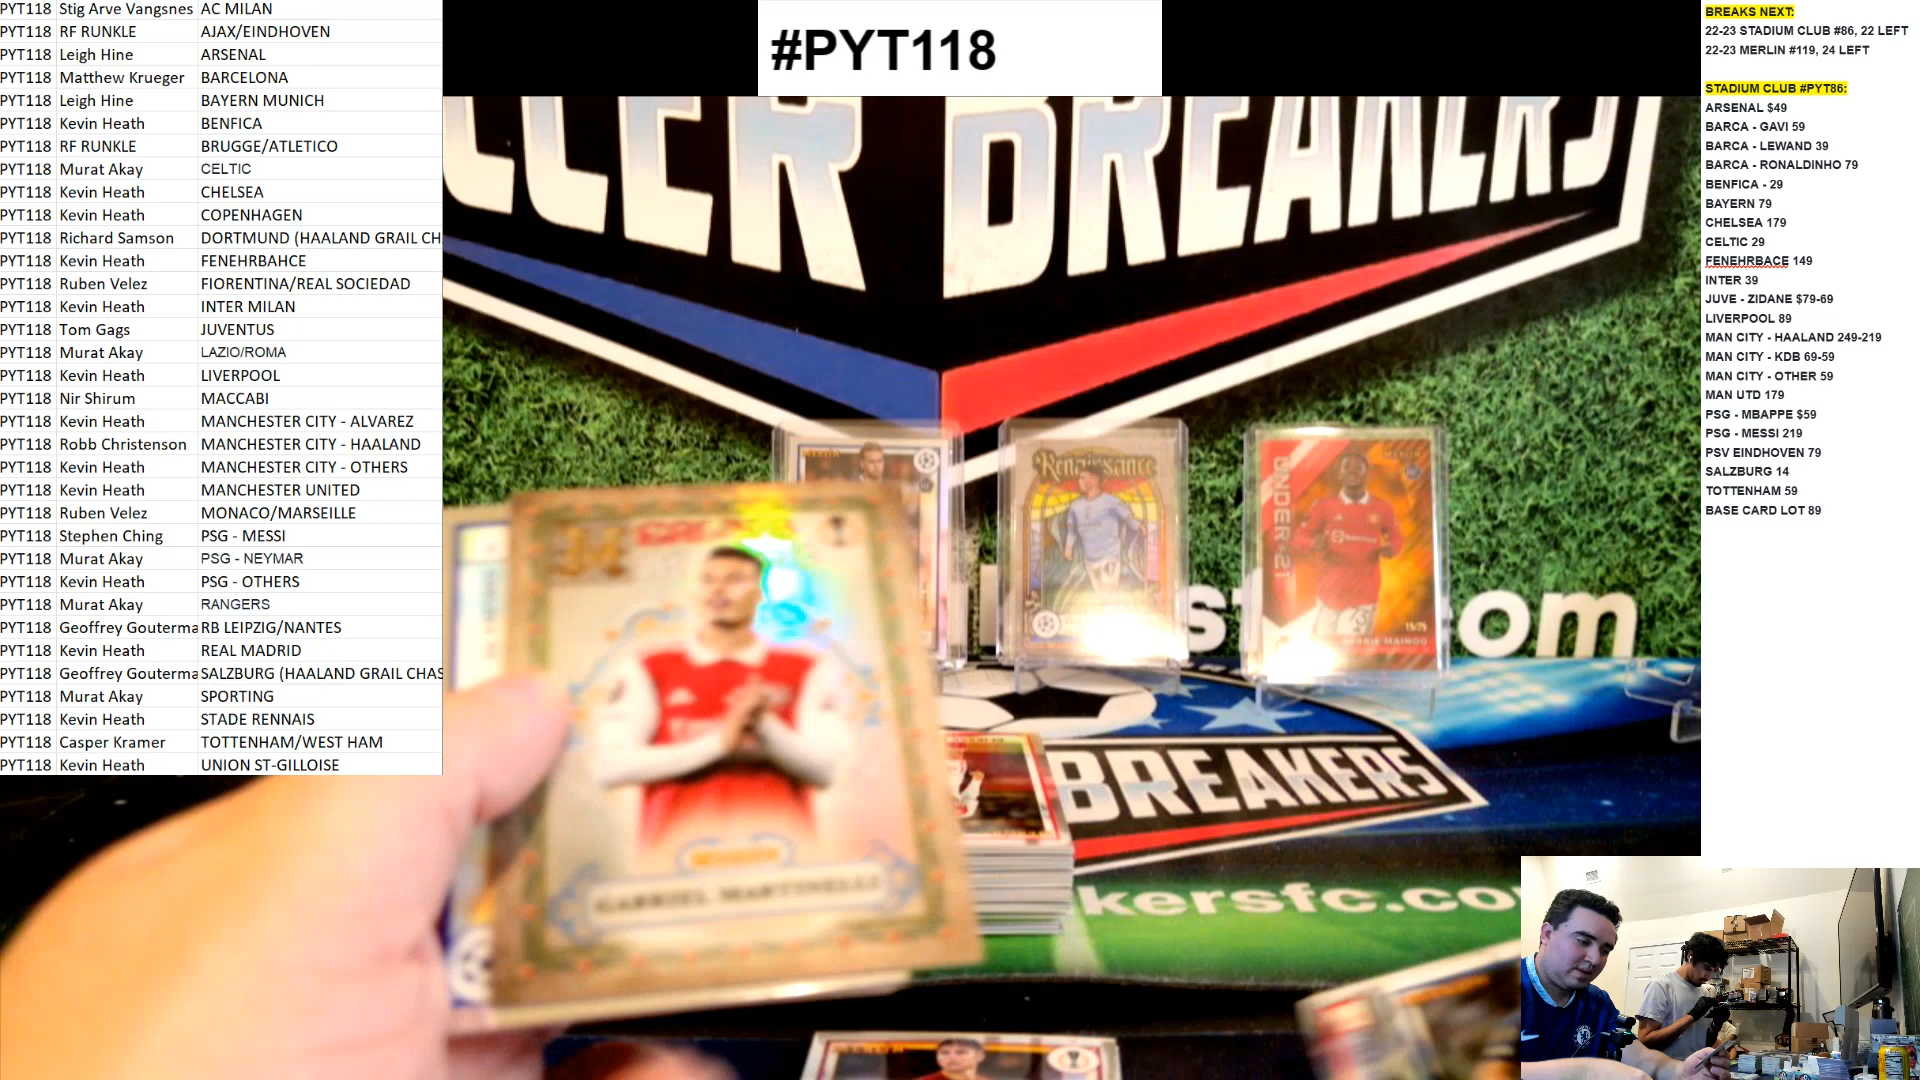 PYT118 Stig Arve Vangsnes AC MILAN
PYT118 RF RUNKLE AJAX/EINDHOVEN
PYT118 Leigh Hine ARSENAL
PYT118 Matthew Krueger BARCELONA
PYT118 Leigh Hine BAYERN MUNICH
PYT118 Kevin Heath BENFICA
PYT118 RF RUNKLE BRUGGE/ATLETICO
PYT118 Murat Akay CELTIC
PYT118 Kevin Heath CHELSEA
PYT118 Kevin Heath COPENHAGEN
PYT118 Richard Samson DORTMUND (HAALAND GRAIL CH
PYT118 Kevin Heath FENEHRBAHCE
PYT118 Ruben Velez FIORENTINA/REAL SOCIEDAD
PYT118 Kevin Heath INTER MILAN
PYT118 Tom Gags JUVENTUS
PYT118 Murat Akay LAZIO/ROMA
PYT118 Kevin Heath LIVERPOOL
PYT118 Nir Shirum MACCABI
PYT118 Kevin Heath MANCHESTER CITY - ALVAREZ
PYT118 Robb Christenson MANCHESTER CITY - HAALAND
PYT118 Kevin Heath MANCHESTER CITY - OTHERS
PYT118 Kevin Heath MANCHESTER UNITED
PYT118 Ruben Velez MONACO/MARSEILLE
PYT118 Stephen Ching PSG - MESSI
PYT118 Murat Akay PSG - NEYMAR
PYT118 Kevin Heath PSG - OTHERS
PYT118 Murat Akay RANGERS
PYT118 Geoffrey Gouterma RB LEIPZIG/NANTES
PYT118 Kevin Heath REAL MADRID
PYT118 Geoffrey Gouterma SALZBURG (HAALAND GRAIL CHAS
PYT118 Murat Akay SPORTING
PYT118 Kevin Heath STADE RENNAIS
PYT118 Casper Kramer TOTTENHAM/WEST HAM
PYT118 Kevin Heath UNION ST-GILLOISE
#PYT118
CCER BREAKERS
Renaissance
UNDER-21
15/25
MAINOO
GABRIEL MARTINELLI
st
om
BREAKERS
kersfc.co
BREAKS NEXT:
22-23 STADIUM CLUB #86, 22 LEFT
22-23 MERLIN #119, 24 LEFT
STADIUM CLUB #PYT86:
ARSENAL $49
BARCA - GAVI 59
BARCA - LEWAND 39
BARCA - RONALDINHO 79
BENFICA - 29
BAYERN 79
CHELSEA 179
CELTIC 29
FENEHRBACE 149
INTER 39
JUVE - ZIDANE $79-69
LIVERPOOL 89
MAN CITY - HAALAND 249-219
MAN CITY - KDB 69-59
MAN CITY - OTHER 59
MAN UTD 179
PSG - MBAPPE $59
PSG - MESSI 219
PSV EINDHOVEN 79
SALZBURG 14
TOTTENHAM 59
BASE CARD LOT 89